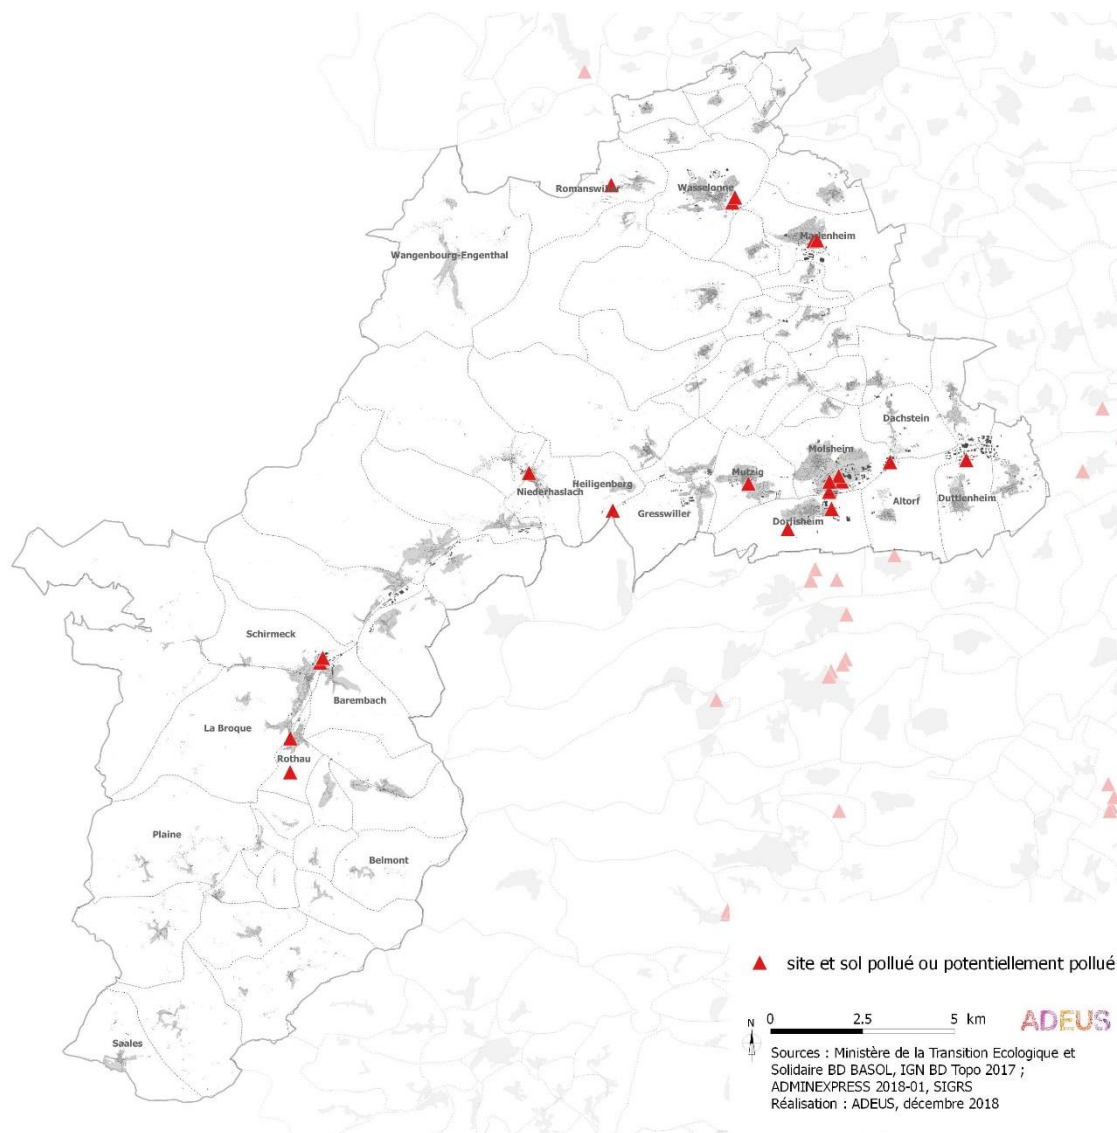 Romanswiller
Wasselonne
Marlenheim
Wangenbourg-Engenthal
Dachstein
Molsheim
Mutzig
Niederhaslach
Heiligenberg
Gresswiller
Altorf
Duttlenheim
Dorlisheim
Schirmeck
Barembach
La Broque
Rothau
Plaine
Belmont
Saales
site et sol pollué ou potentiellement pollué
N
0 2.5 5 km
ADEUS
Sources : Ministère de la Transition Ecologique et
Solidaire BD BASOL, IGN BD Topo 2017 ;
ADMINEXPRESS 2018-01, SIGRS
Réalisation : ADEUS, décembre 2018